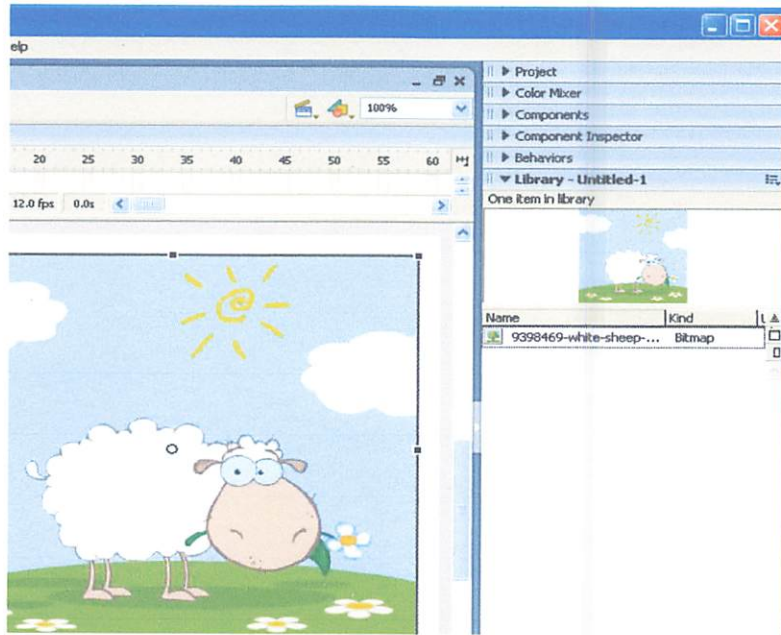 elp
100%
20 25 30 35 40 45 50 55 60
12.0 fps 0.0s
Project
Color Mixer
Components
Component Inspector
Behaviors
Library - Untitled-1
One item in library
Name Kind
9398469-white-sheep-... Bitmap